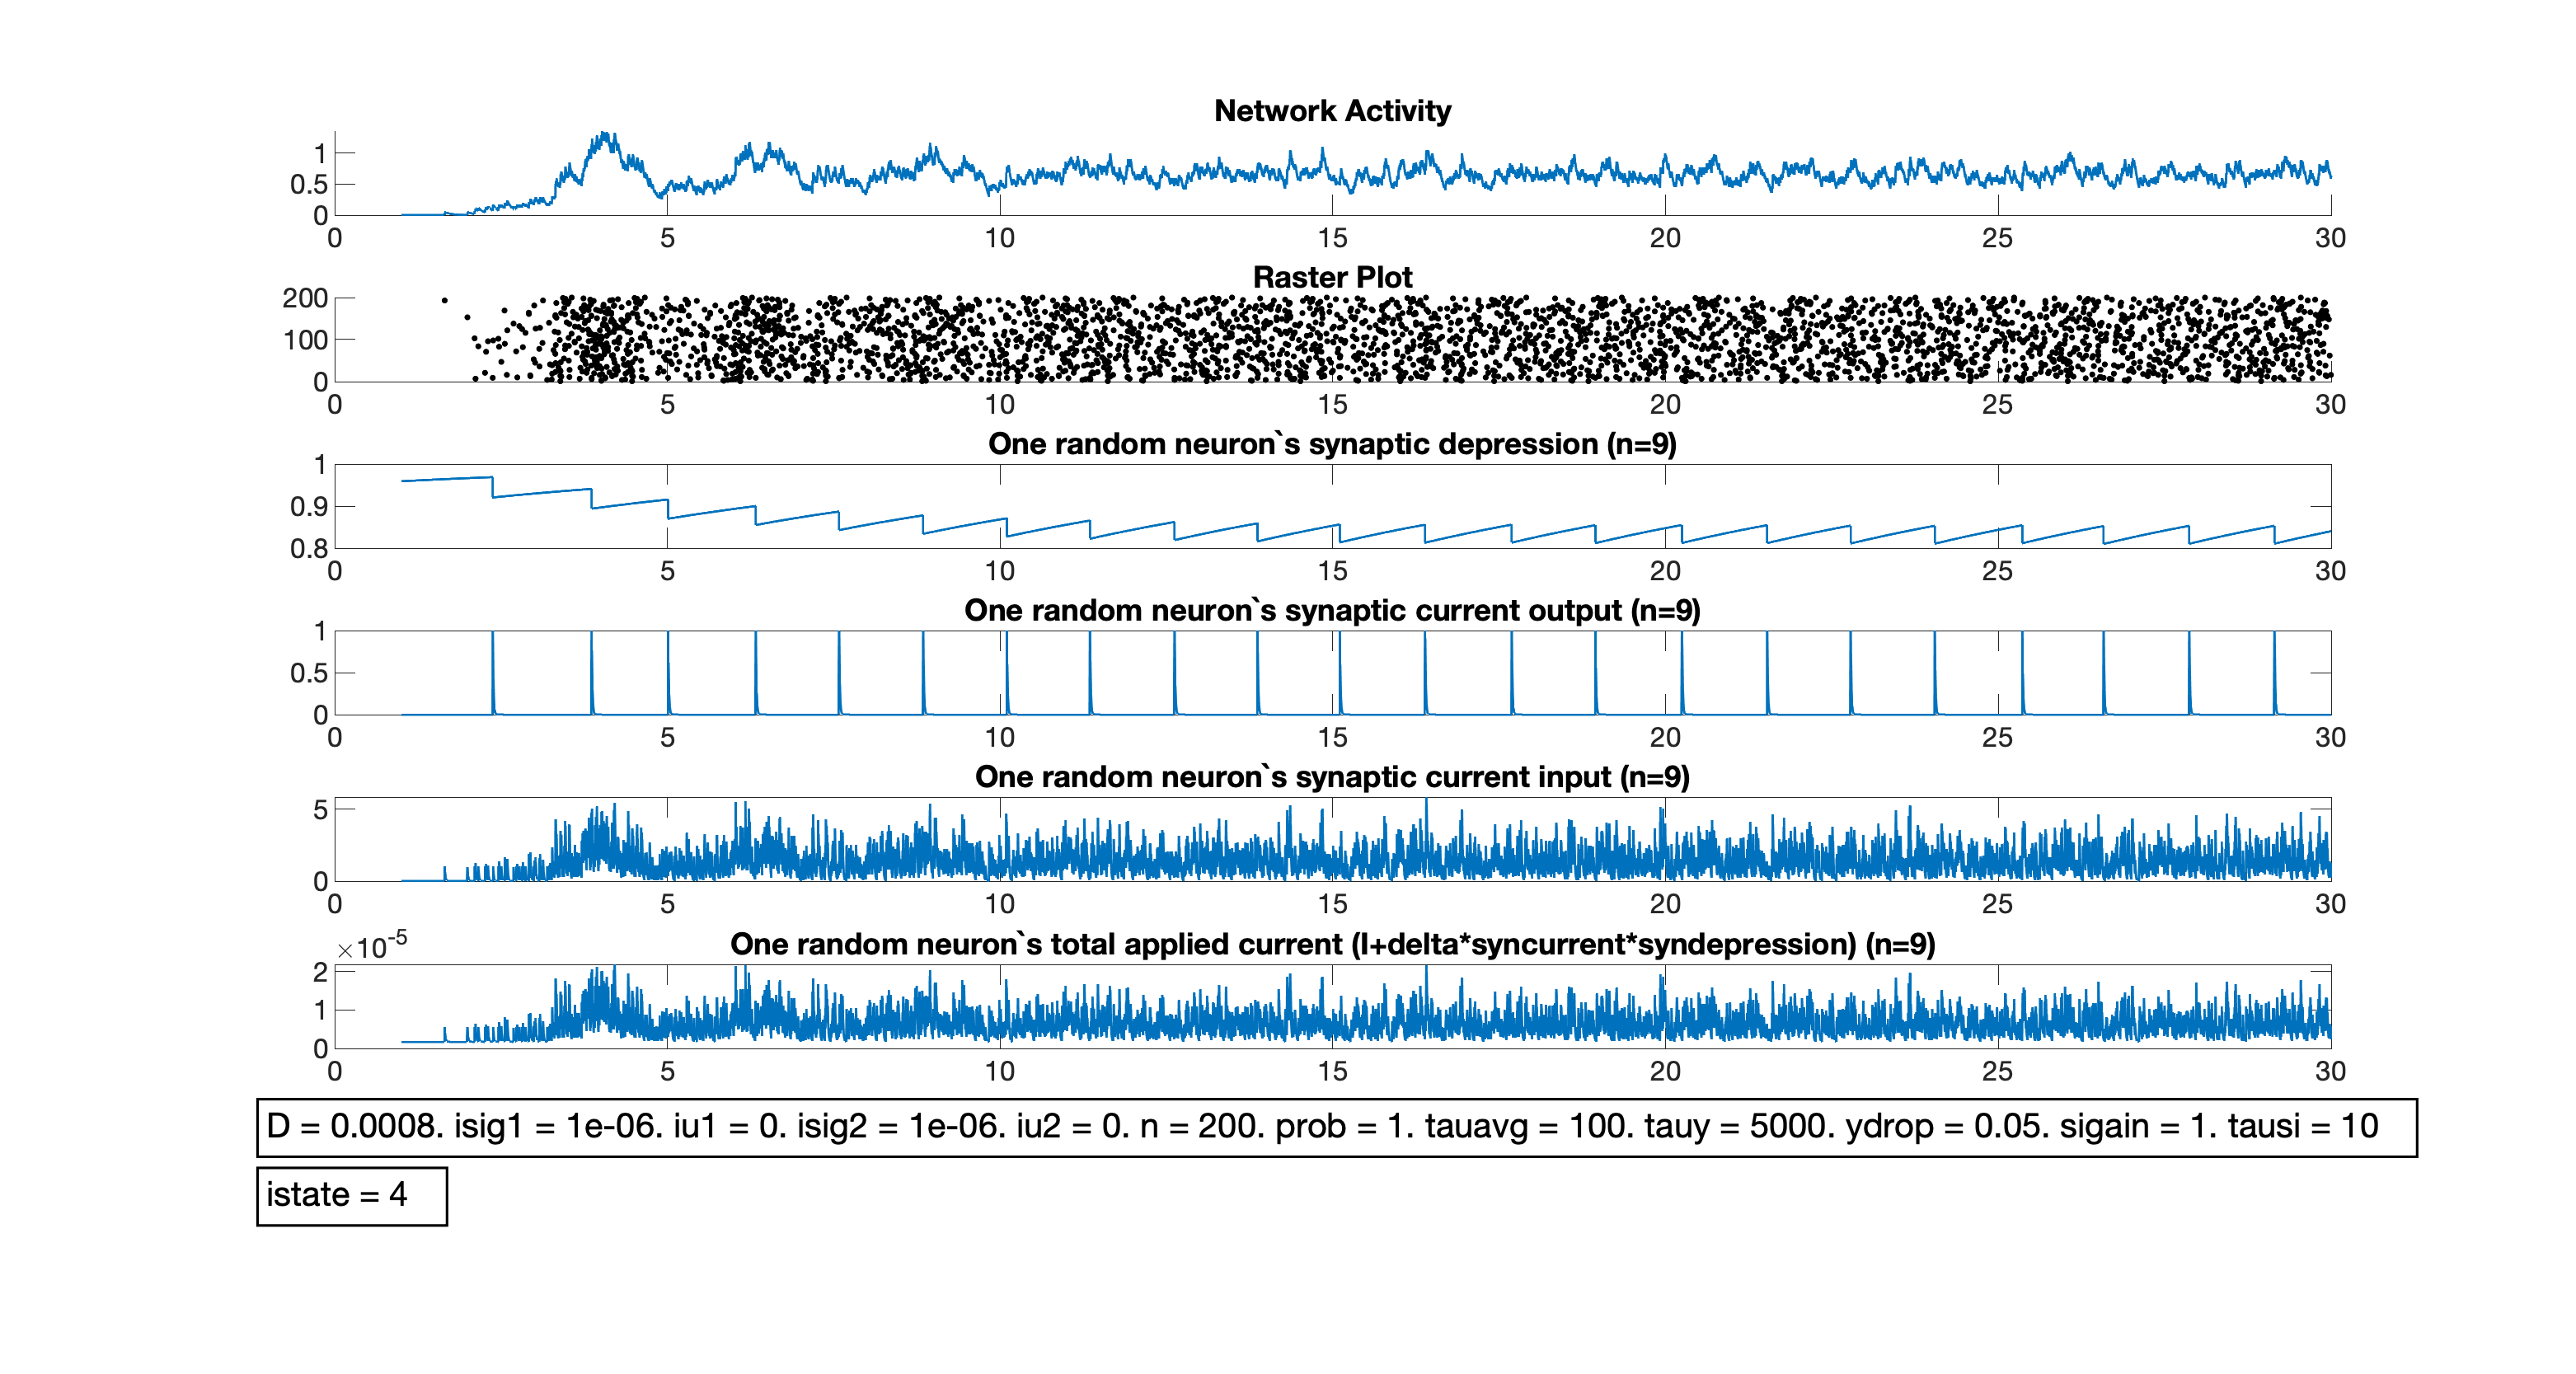 Network Activity
1
0.5
0
0 5 10 15 20 25 30
Raster Plot
200
100
0
0 5 10 15 20 25 30
One random neuron`s synaptic depression (n=9)
1
0.9
0.8
0 5 10 15 20 25 30
One random neuron`s synaptic current output (n=9)
1
0.5
0
0 5 10 15 20 25 30
One random neuron`s synaptic current input (n=9)
5
0
0 5 10 15 20 25 30
×10-5
One random neuron`s total applied current (I+delta*syncurrent*syndepression) (n=9)
2
1
0
0 5 10 15 20 25 30
D = 0.0008. isig1 = 1e-06. iu1 = 0. isig2 = 1e-06. iu2 = 0. n = 200. prob = 1. tauavg = 100. tauy = 5000. ydrop = 0.05. sigain = 1. tausi = 10
istate = 4